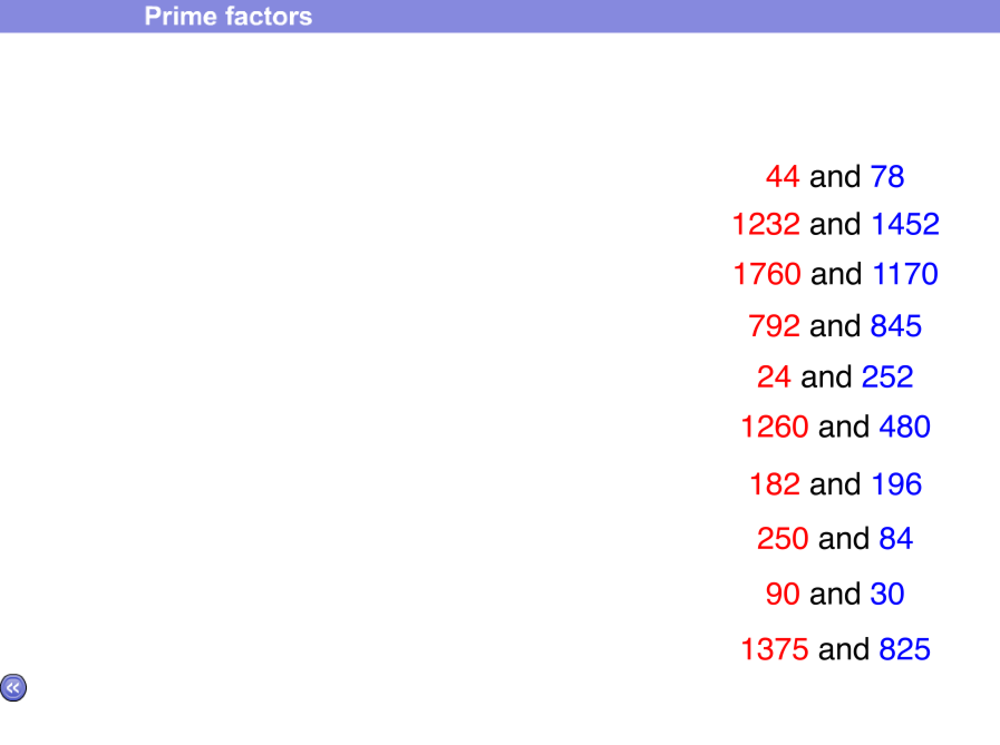 Prime factors
44 and 78
1232 and 1452
1760 and 1170
792 and 845
24 and 252
1260 and 480
182 and 196
250 and 84
90 and 30
1375 and 825